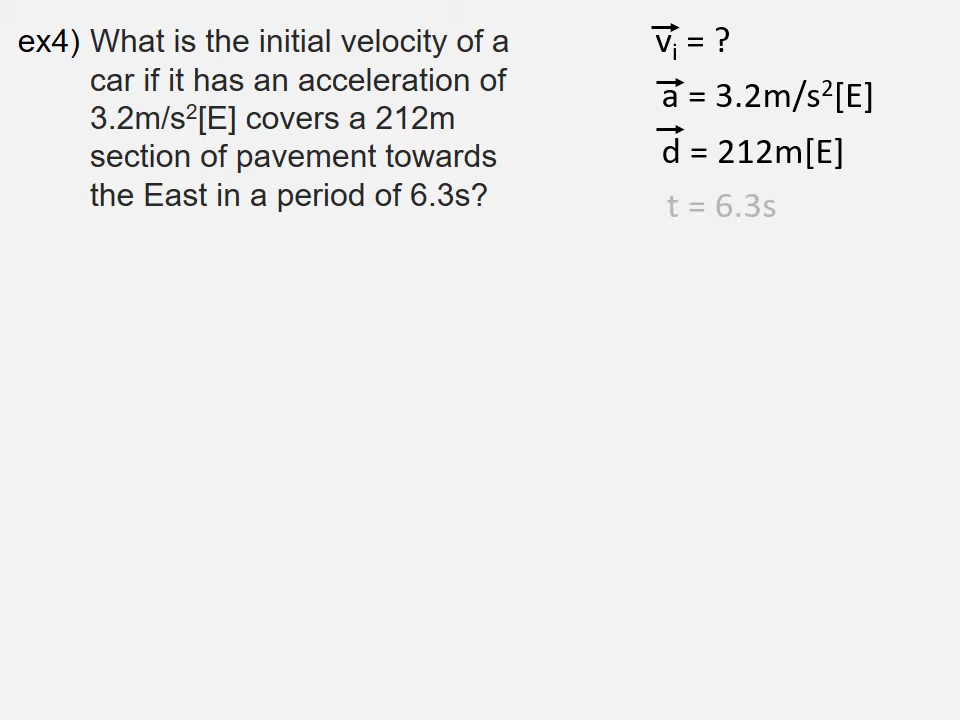 ex4) What is the initial velocity of a
car if it has an acceleration of
3.2m/s²[E] covers a 212m
section of pavement towards
the East in a period of 6.3s?
v⃗ᵢ = ?
a⃗ = 3.2m/s²[E]
d⃗ = 212m[E]
t = 6.3s